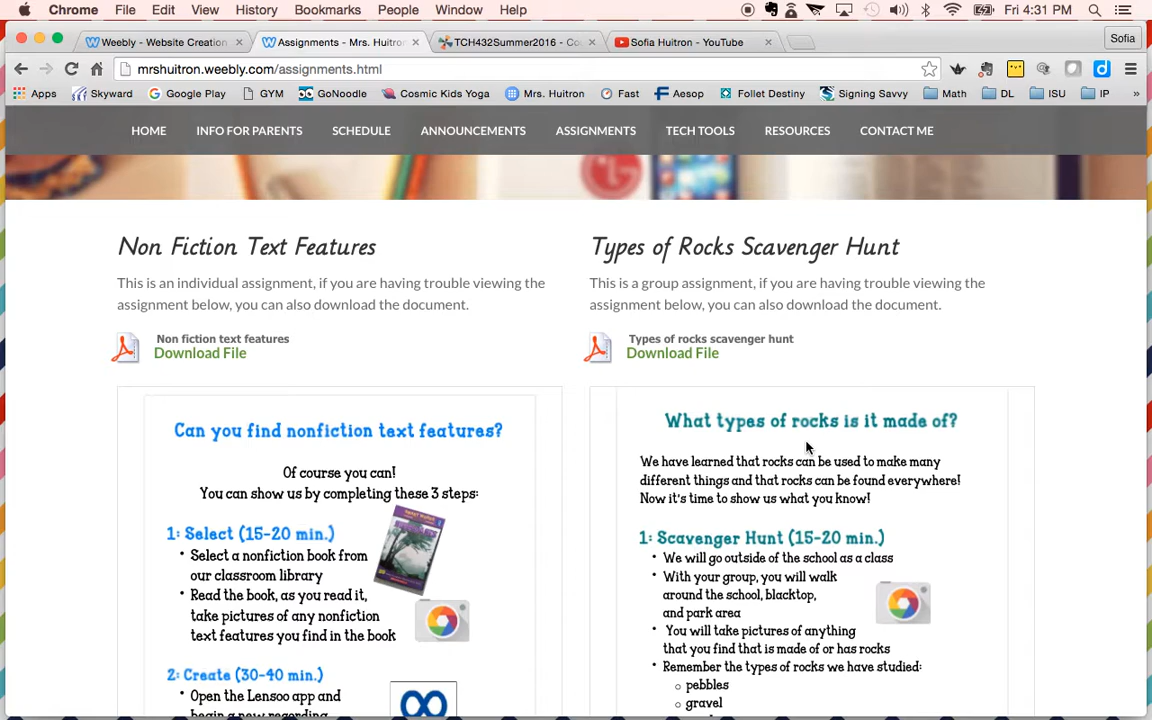 Chrome File Edit View History Bookmarks People Window Help Fri 4:31 PM
Weebly - Website Creation Assignments - Mrs. Huitron TCH432Summer2016 - Co Sofia Huitron - YouTube Sofia
mrshuitron.weebly.com/assignments.html
Apps Skyward Google Play GYM GoNoodle Cosmic Kids Yoga Mrs. Huitron Fast Aesop Follet Destiny Signing Savvy Math DL ISU IP »
HOME INFO FOR PARENTS SCHEDULE ANNOUNCEMENTS ASSIGNMENTS TECH TOOLS RESOURCES CONTACT ME
LG
Non Fiction Text Features
This is an individual assignment, if you are having trouble viewing the
assignment below, you can also download the document.
Non fiction text features
Download File
Can you find nonfiction text features?
Of course you can!
You can show us by completing these 3 steps:
1: Select (15-20 min.)
• Select a nonfiction book from
our classroom library
• Read the book, as you read it,
take pictures of any nonfiction
text features you find in the book
2: Create (30-40 min.)
• Open the Lensoo app and
begin a new recording
Types of Rocks Scavenger Hunt
This is a group assignment, if you are having trouble viewing the
assignment below, you can also download the document.
Types of rocks scavenger hunt
Download File
What types of rocks is it made of?
We have learned that rocks can be used to make many
different things and that rocks can be found everywhere!
Now it's time to show us what you know!
1: Scavenger Hunt (15-20 min.)
• We will go outside of the school as a class
• With your group, you will walk
around the school, blacktop,
and park area
• You will take pictures of anything
that you find that is made of or has rocks
• Remember the types of rocks we have studied:
○ pebbles
○ gravel